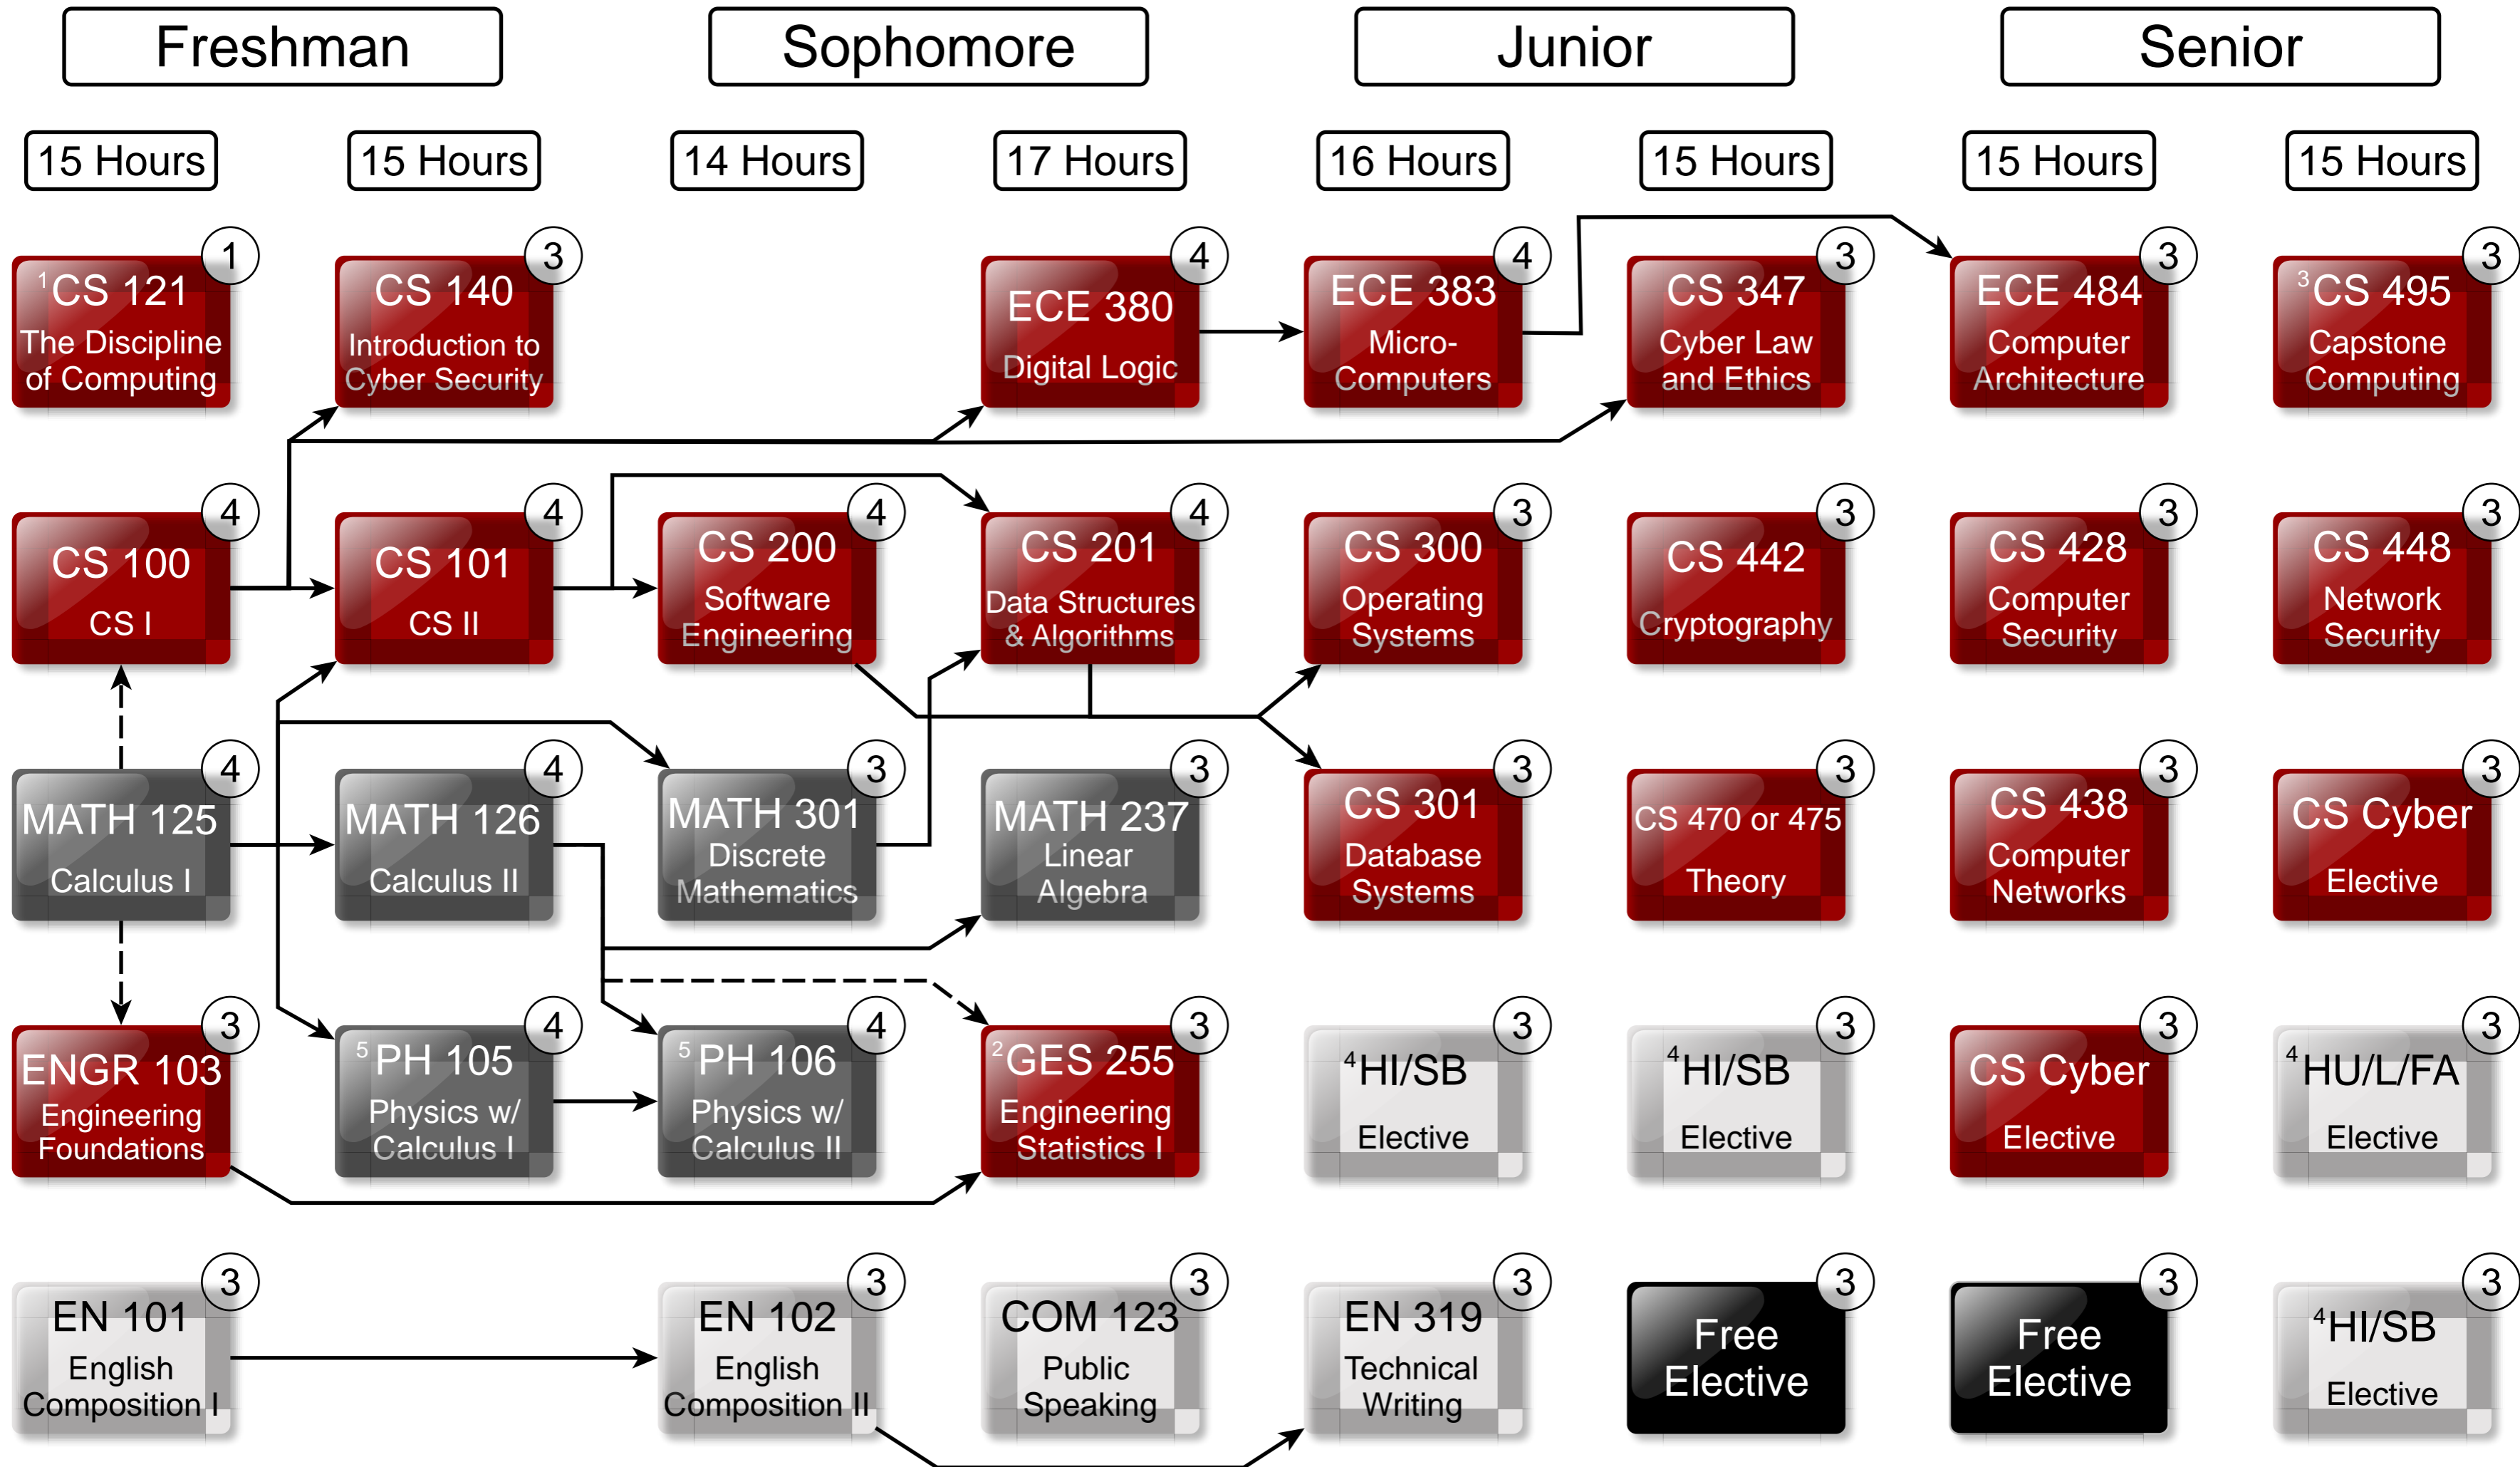 Freshman
Sophomore
Junior
Senior
15 Hours
15 Hours
14 Hours
17 Hours
16 Hours
15 Hours
15 Hours
15 Hours
1
1CS 121
The Discipline
of Computing
3
CS 140
Introduction to
Cyber Security
4
ECE 380
Digital Logic
4
ECE 383
Micro-
Computers
3
CS 347
Cyber Law
and Ethics
3
ECE 484
Computer
Architecture
3
3CS 495
Capstone
Computing
4
CS 100
CS I
4
CS 101
CS II
4
CS 200
Software
Engineering
4
CS 201
Data Structures
& Algorithms
3
CS 300
Operating
Systems
3
CS 442
Cryptography
3
CS 428
Computer
Security
3
CS 448
Network
Security
4
MATH 125
Calculus I
4
MATH 126
Calculus II
3
MATH 301
Discrete
Mathematics
3
MATH 237
Linear
Algebra
3
CS 301
Database
Systems
3
CS 470 or 475
Theory
3
CS 438
Computer
Networks
3
CS Cyber
Elective
3
ENGR 103
Engineering
Foundations
4
5PH 105
Physics w/
Calculus I
4
5PH 106
Physics w/
Calculus II
3
2GES 255
Engineering
Statistics I
3
4HI/SB
Elective
3
4HI/SB
Elective
3
CS Cyber
Elective
3
4HU/L/FA
Elective
3
EN 101
English
Composition I
3
EN 102
English
Composition II
3
COM 123
Public
Speaking
3
EN 319
Technical
Writing
3
Free
Elective
3
Free
Elective
3
4HI/SB
Elective